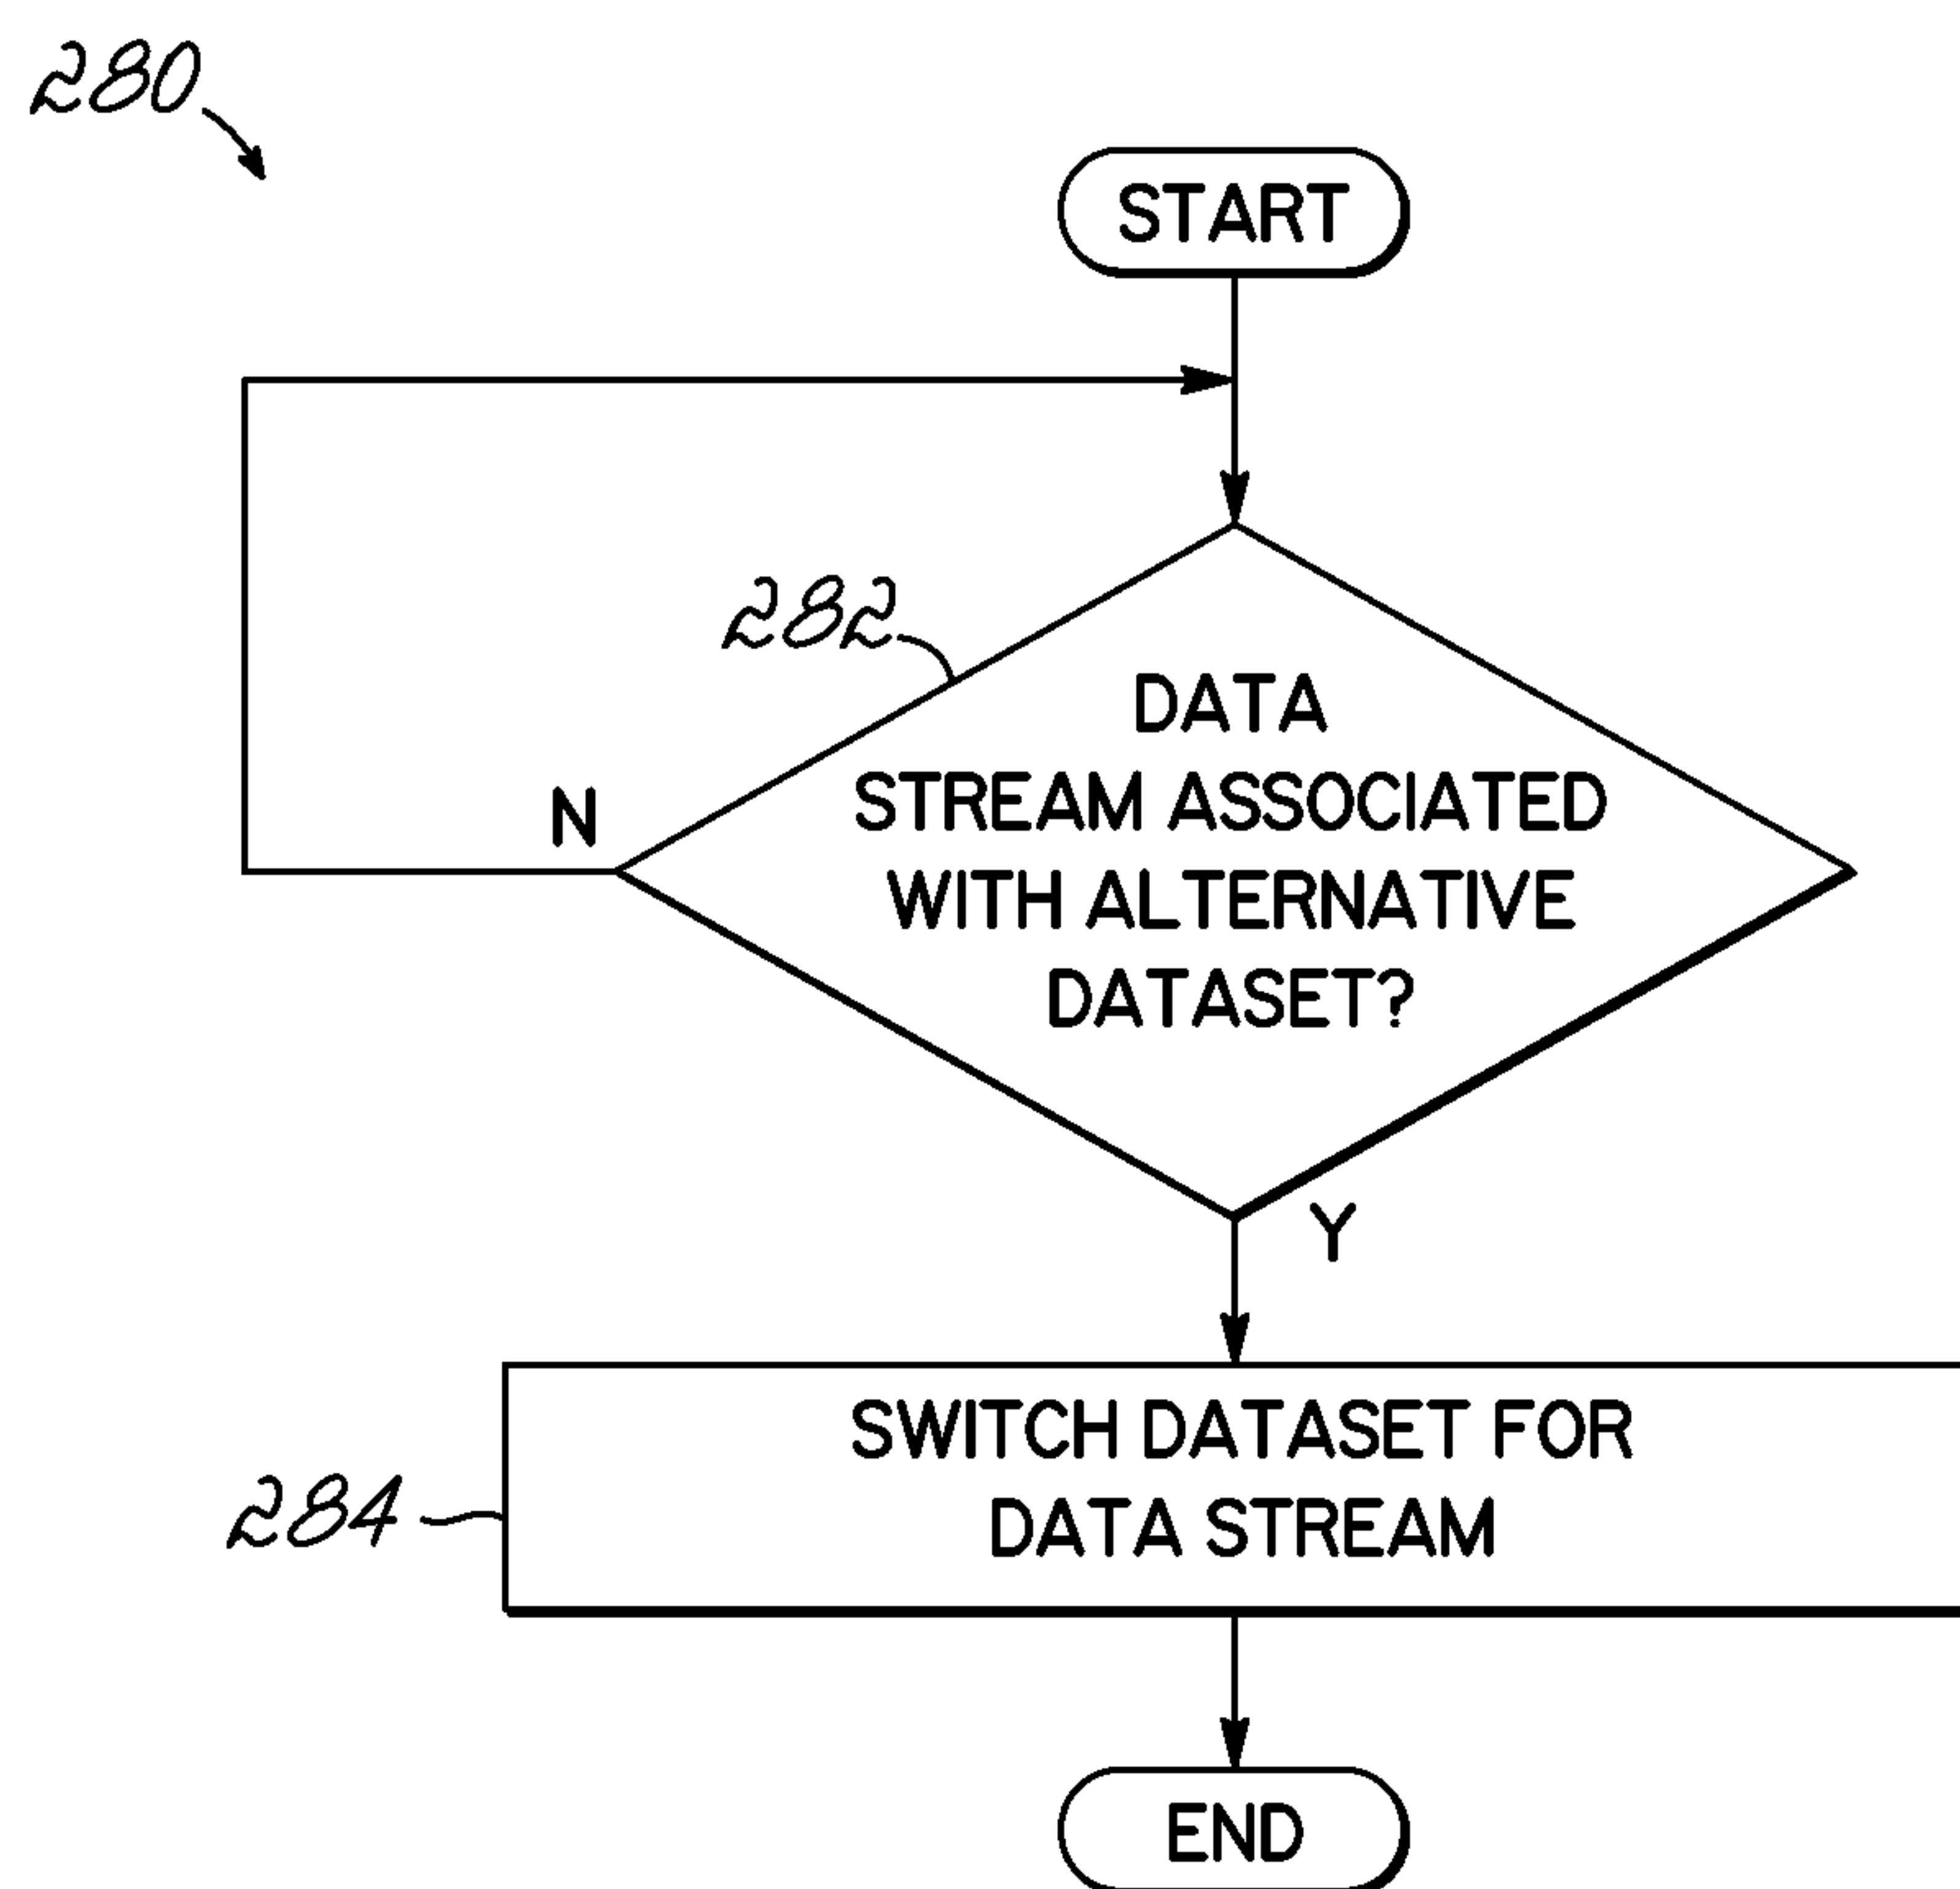 280
START
282
DATA
STREAM ASSOCIATED
WITH ALTERNATIVE
DATASET?
N
Y
SWITCH DATASET FOR
DATA STREAM
284
END